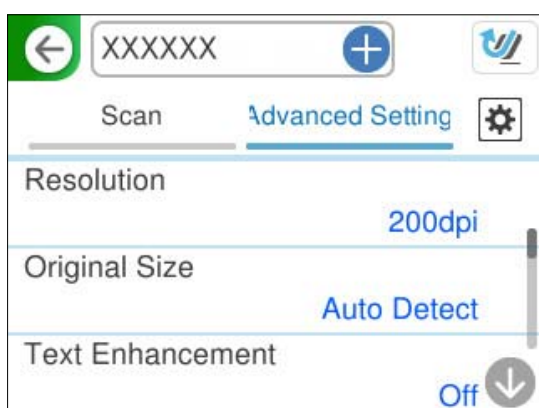 XXXXXX
Scan
Advanced Setting
Resolution
200dpi
Original Size
Auto Detect
Text Enhancement
Off